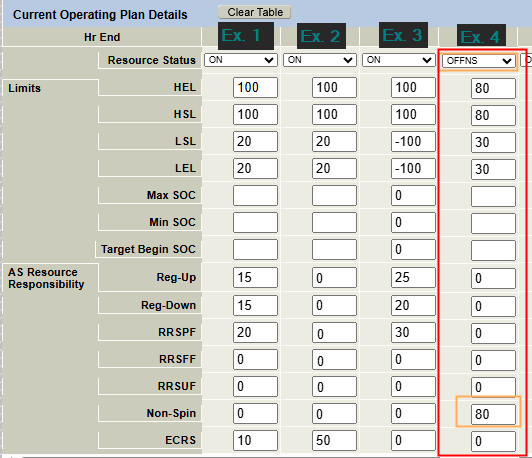 Current Operating Plan Details Clear Table
Hr End Ex. 1 Ex. 2 Ex. 3 Ex. 4
Resource Status ON ON ON OFFNS
Limits HEL 100 100 100 80
HSL 100 100 100 80
LSL 20 20 -100 30
LEL 20 20 -100 30
Max SOC 0
Min SOC 0
Target Begin SOC 0
AS Resource Responsibility Reg-Up 15 0 25 0
Reg-Down 15 0 20 0
RRSPF 20 0 30 0
RRSFF 0 0 0 0
RRSUF 0 0 0 0
Non-Spin 0 0 0 80
ECRS 10 50 0 0